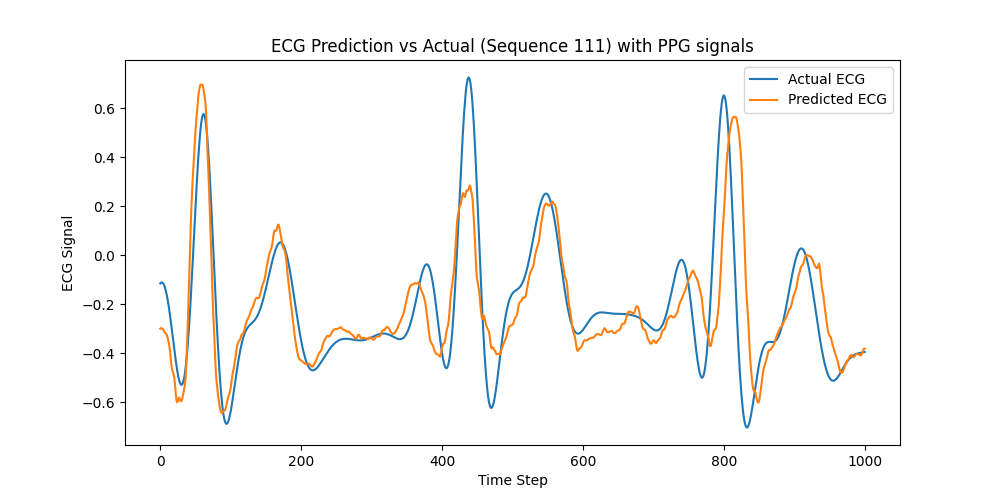 ECG Prediction vs Actual (Sequence 111) with PPG signals
Actual ECG
Predicted ECG
ECG Signal
0.6
0.4
0.2
0.0
−0.2
−0.4
−0.6
0 200 400 600 800 1000
Time Step